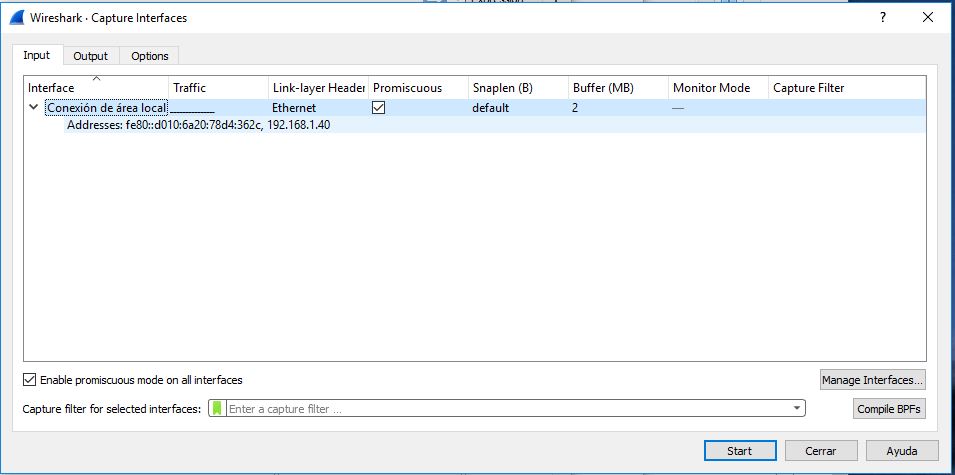 Wireshark · Capture Interfaces
?
Input Output Options
Interface Traffic Link-layer Header Promiscuous Snaplen (B) Buffer (MB) Monitor Mode Capture Filter
Conexión de área local Ethernet default 2 —
Addresses: fe80::d010:6a20:78d4:362c, 192.168.1.40
Enable promiscuous mode on all interfaces
Manage Interfaces...
Capture filter for selected interfaces: Enter a capture filter ...
Compile BPFs
Start Cerrar Ayuda